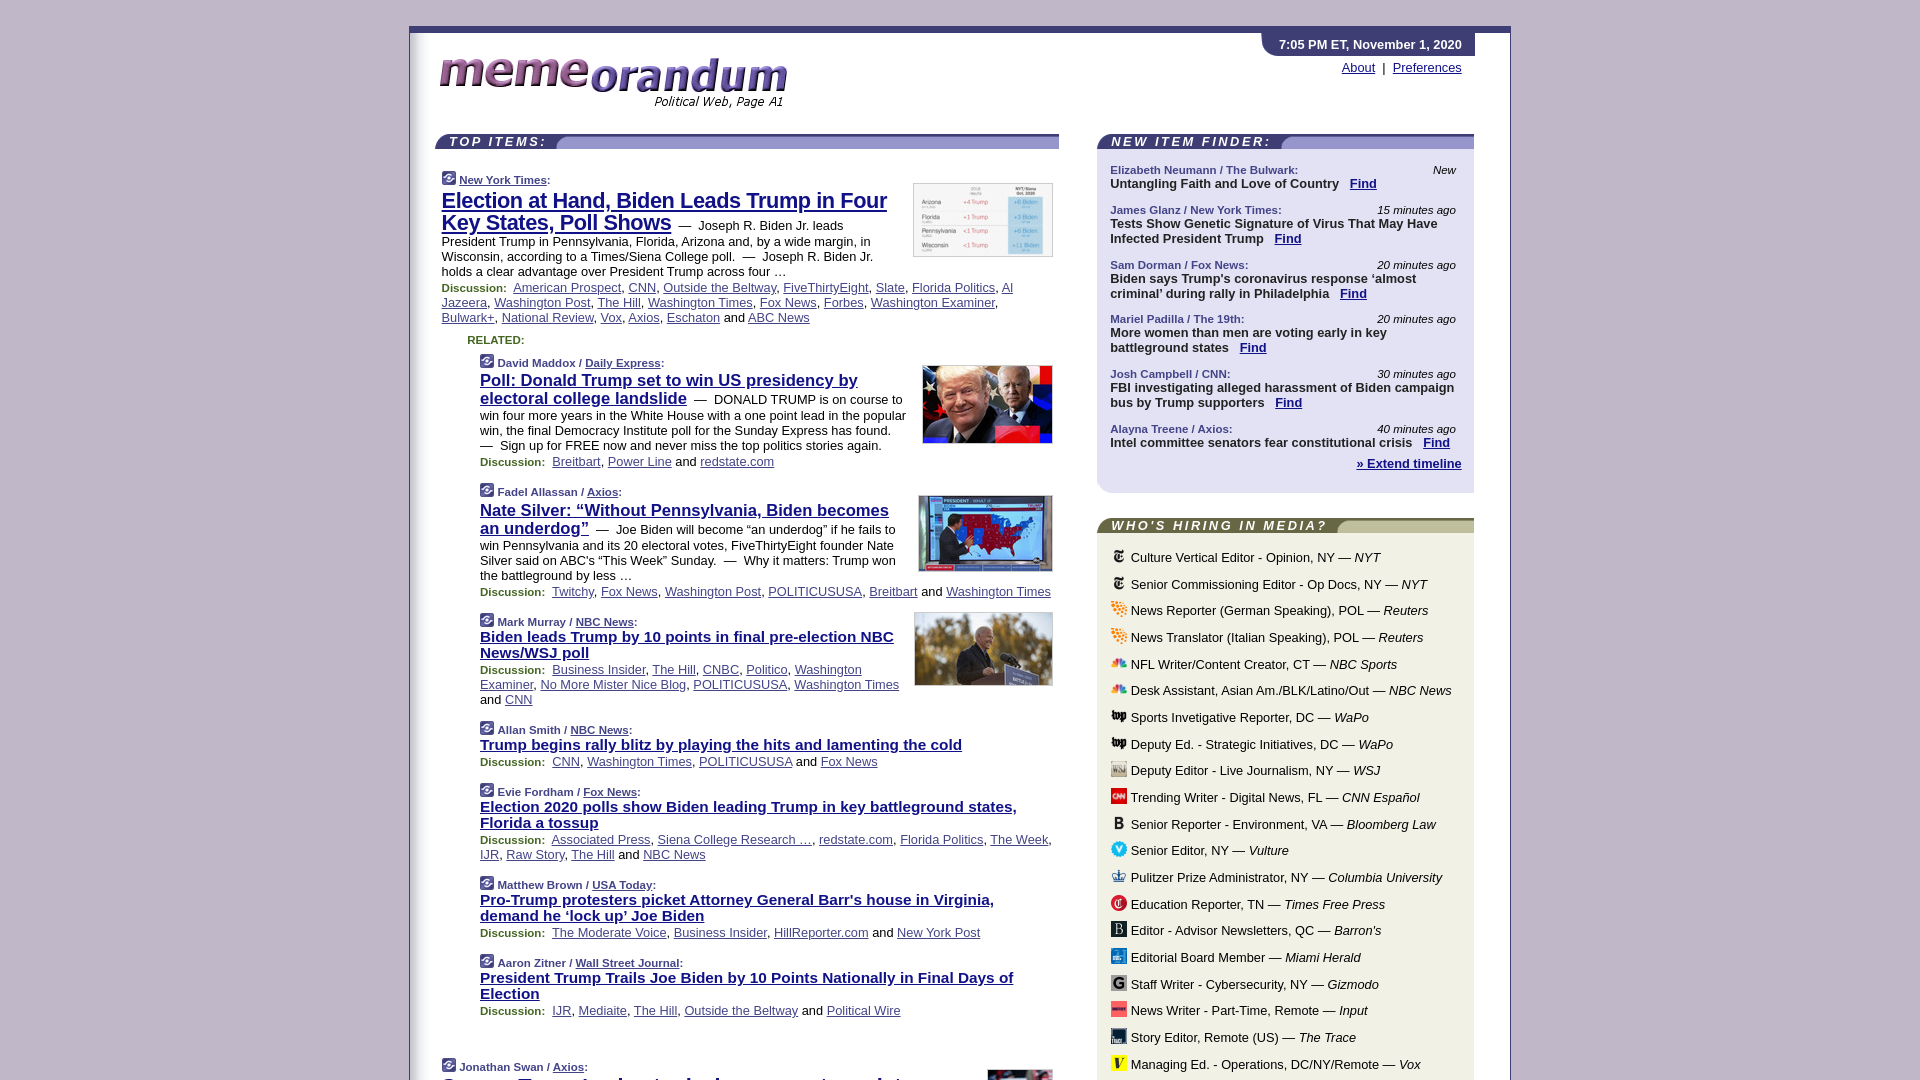 7:05 PM ET, November 1, 2020
About | Preferences
memeorandum
Political Web, Page A1
TOP ITEMS:
New York Times:
Election at Hand, Biden Leads Trump in Four
Key States, Poll Shows — Joseph R. Biden Jr. leads
President Trump in Pennsylvania, Florida, Arizona and, by a wide margin, in
Wisconsin, according to a Times/Siena College poll. — Joseph R. Biden Jr.
holds a clear advantage over President Trump across four …
Arizona +4 Trump +6 Biden
Florida <1 Trump +3 Biden
Pennsylvania <1 Trump +6 Biden
Wisconsin <1 Trump +11 Biden
Discussion: American Prospect, CNN, Outside the Beltway, FiveThirtyEight, Slate, Florida Politics, Al
Jazeera, Washington Post, The Hill, Washington Times, Fox News, Forbes, Washington Examiner,
Bulwark+, National Review, Vox, Axios, Eschaton and ABC News
RELATED:
David Maddox / Daily Express:
Poll: Donald Trump set to win US presidency by
electoral college landslide — DONALD TRUMP is on course to
win four more years in the White House with a one point lead in the popular
win, the final Democracy Institute poll for the Sunday Express has found.
— Sign up for FREE now and never miss the top politics stories again.
Discussion: Breitbart, Power Line and redstate.com
Fadel Allassan / Axios:
Nate Silver: “Without Pennsylvania, Biden becomes
an underdog” — Joe Biden will become “an underdog” if he fails to
win Pennsylvania and its 20 electoral votes, FiveThirtyEight founder Nate
Silver said on ABC's “This Week” Sunday. — Why it matters: Trump won
the battleground by less …
Discussion: Twitchy, Fox News, Washington Post, POLITICUSUSA, Breitbart and Washington Times
Mark Murray / NBC News:
Biden leads Trump by 10 points in final pre-election NBC
News/WSJ poll
Discussion: Business Insider, The Hill, CNBC, Politico, Washington
Examiner, No More Mister Nice Blog, POLITICUSUSA, Washington Times
and CNN
Allan Smith / NBC News:
Trump begins rally blitz by playing the hits and lamenting the cold
Discussion: CNN, Washington Times, POLITICUSUSA and Fox News
Evie Fordham / Fox News:
Election 2020 polls show Biden leading Trump in key battleground states,
Florida a tossup
Discussion: Associated Press, Siena College Research …, redstate.com, Florida Politics, The Week,
IJR, Raw Story, The Hill and NBC News
Matthew Brown / USA Today:
Pro-Trump protesters picket Attorney General Barr's house in Virginia,
demand he ‘lock up’ Joe Biden
Discussion: The Moderate Voice, Business Insider, HillReporter.com and New York Post
Aaron Zitner / Wall Street Journal:
President Trump Trails Joe Biden by 10 Points Nationally in Final Days of
Election
Discussion: IJR, Mediaite, The Hill, Outside the Beltway and Political Wire
Jonathan Swan / Axios:
NEW ITEM FINDER:
Elizabeth Neumann / The Bulwark: New
Untangling Faith and Love of Country Find
James Glanz / New York Times: 15 minutes ago
Tests Show Genetic Signature of Virus That May Have
Infected President Trump Find
Sam Dorman / Fox News: 20 minutes ago
Biden says Trump's coronavirus response ‘almost
criminal’ during rally in Philadelphia Find
Mariel Padilla / The 19th: 20 minutes ago
More women than men are voting early in key
battleground states Find
Josh Campbell / CNN: 30 minutes ago
FBI investigating alleged harassment of Biden campaign
bus by Trump supporters Find
Alayna Treene / Axios: 40 minutes ago
Intel committee senators fear constitutional crisis Find
» Extend timeline
WHO'S HIRING IN MEDIA?
Culture Vertical Editor - Opinion, NY — NYT
Senior Commissioning Editor - Op Docs, NY — NYT
News Reporter (German Speaking), POL — Reuters
News Translator (Italian Speaking), POL — Reuters
NFL Writer/Content Creator, CT — NBC Sports
Desk Assistant, Asian Am./BLK/Latino/Out — NBC News
Sports Invetigative Reporter, DC — WaPo
Deputy Ed. - Strategic Initiatives, DC — WaPo
Deputy Editor - Live Journalism, NY — WSJ
Trending Writer - Digital News, FL — CNN Español
Senior Reporter - Environment, VA — Bloomberg Law
Senior Editor, NY — Vulture
Pulitzer Prize Administrator, NY — Columbia University
Education Reporter, TN — Times Free Press
Editor - Advisor Newsletters, QC — Barron's
Editorial Board Member — Miami Herald
Staff Writer - Cybersecurity, NY — Gizmodo
News Writer - Part-Time, Remote — Input
Story Editor, Remote (US) — The Trace
Managing Ed. - Operations, DC/NY/Remote — Vox